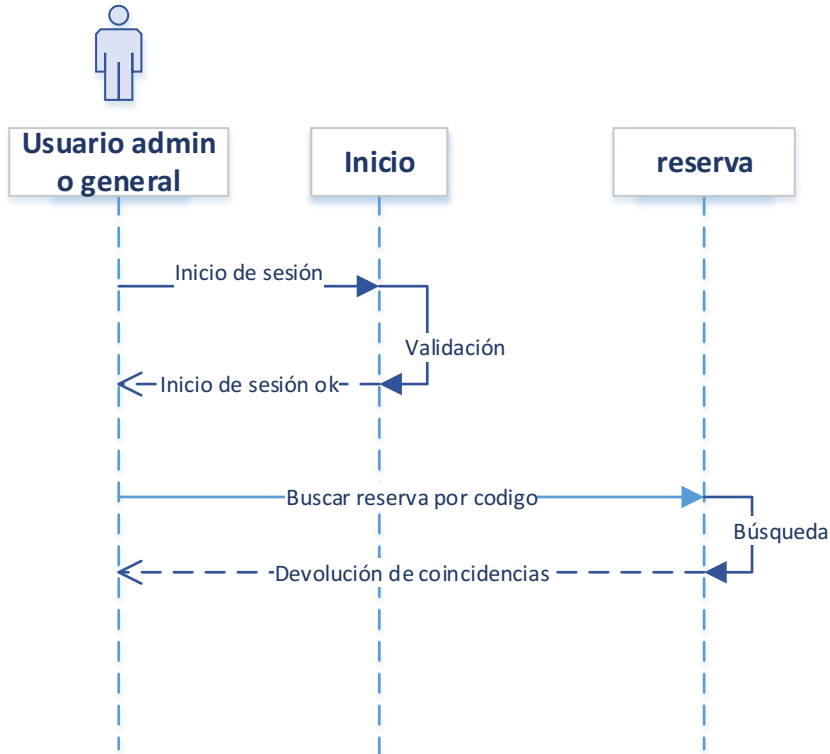 Usuario admin
o general
Inicio
reserva
Inicio de sesión
Validación
Inicio de sesión ok
Buscar reserva por codigo
Búsqueda
Devolución de coincidencias